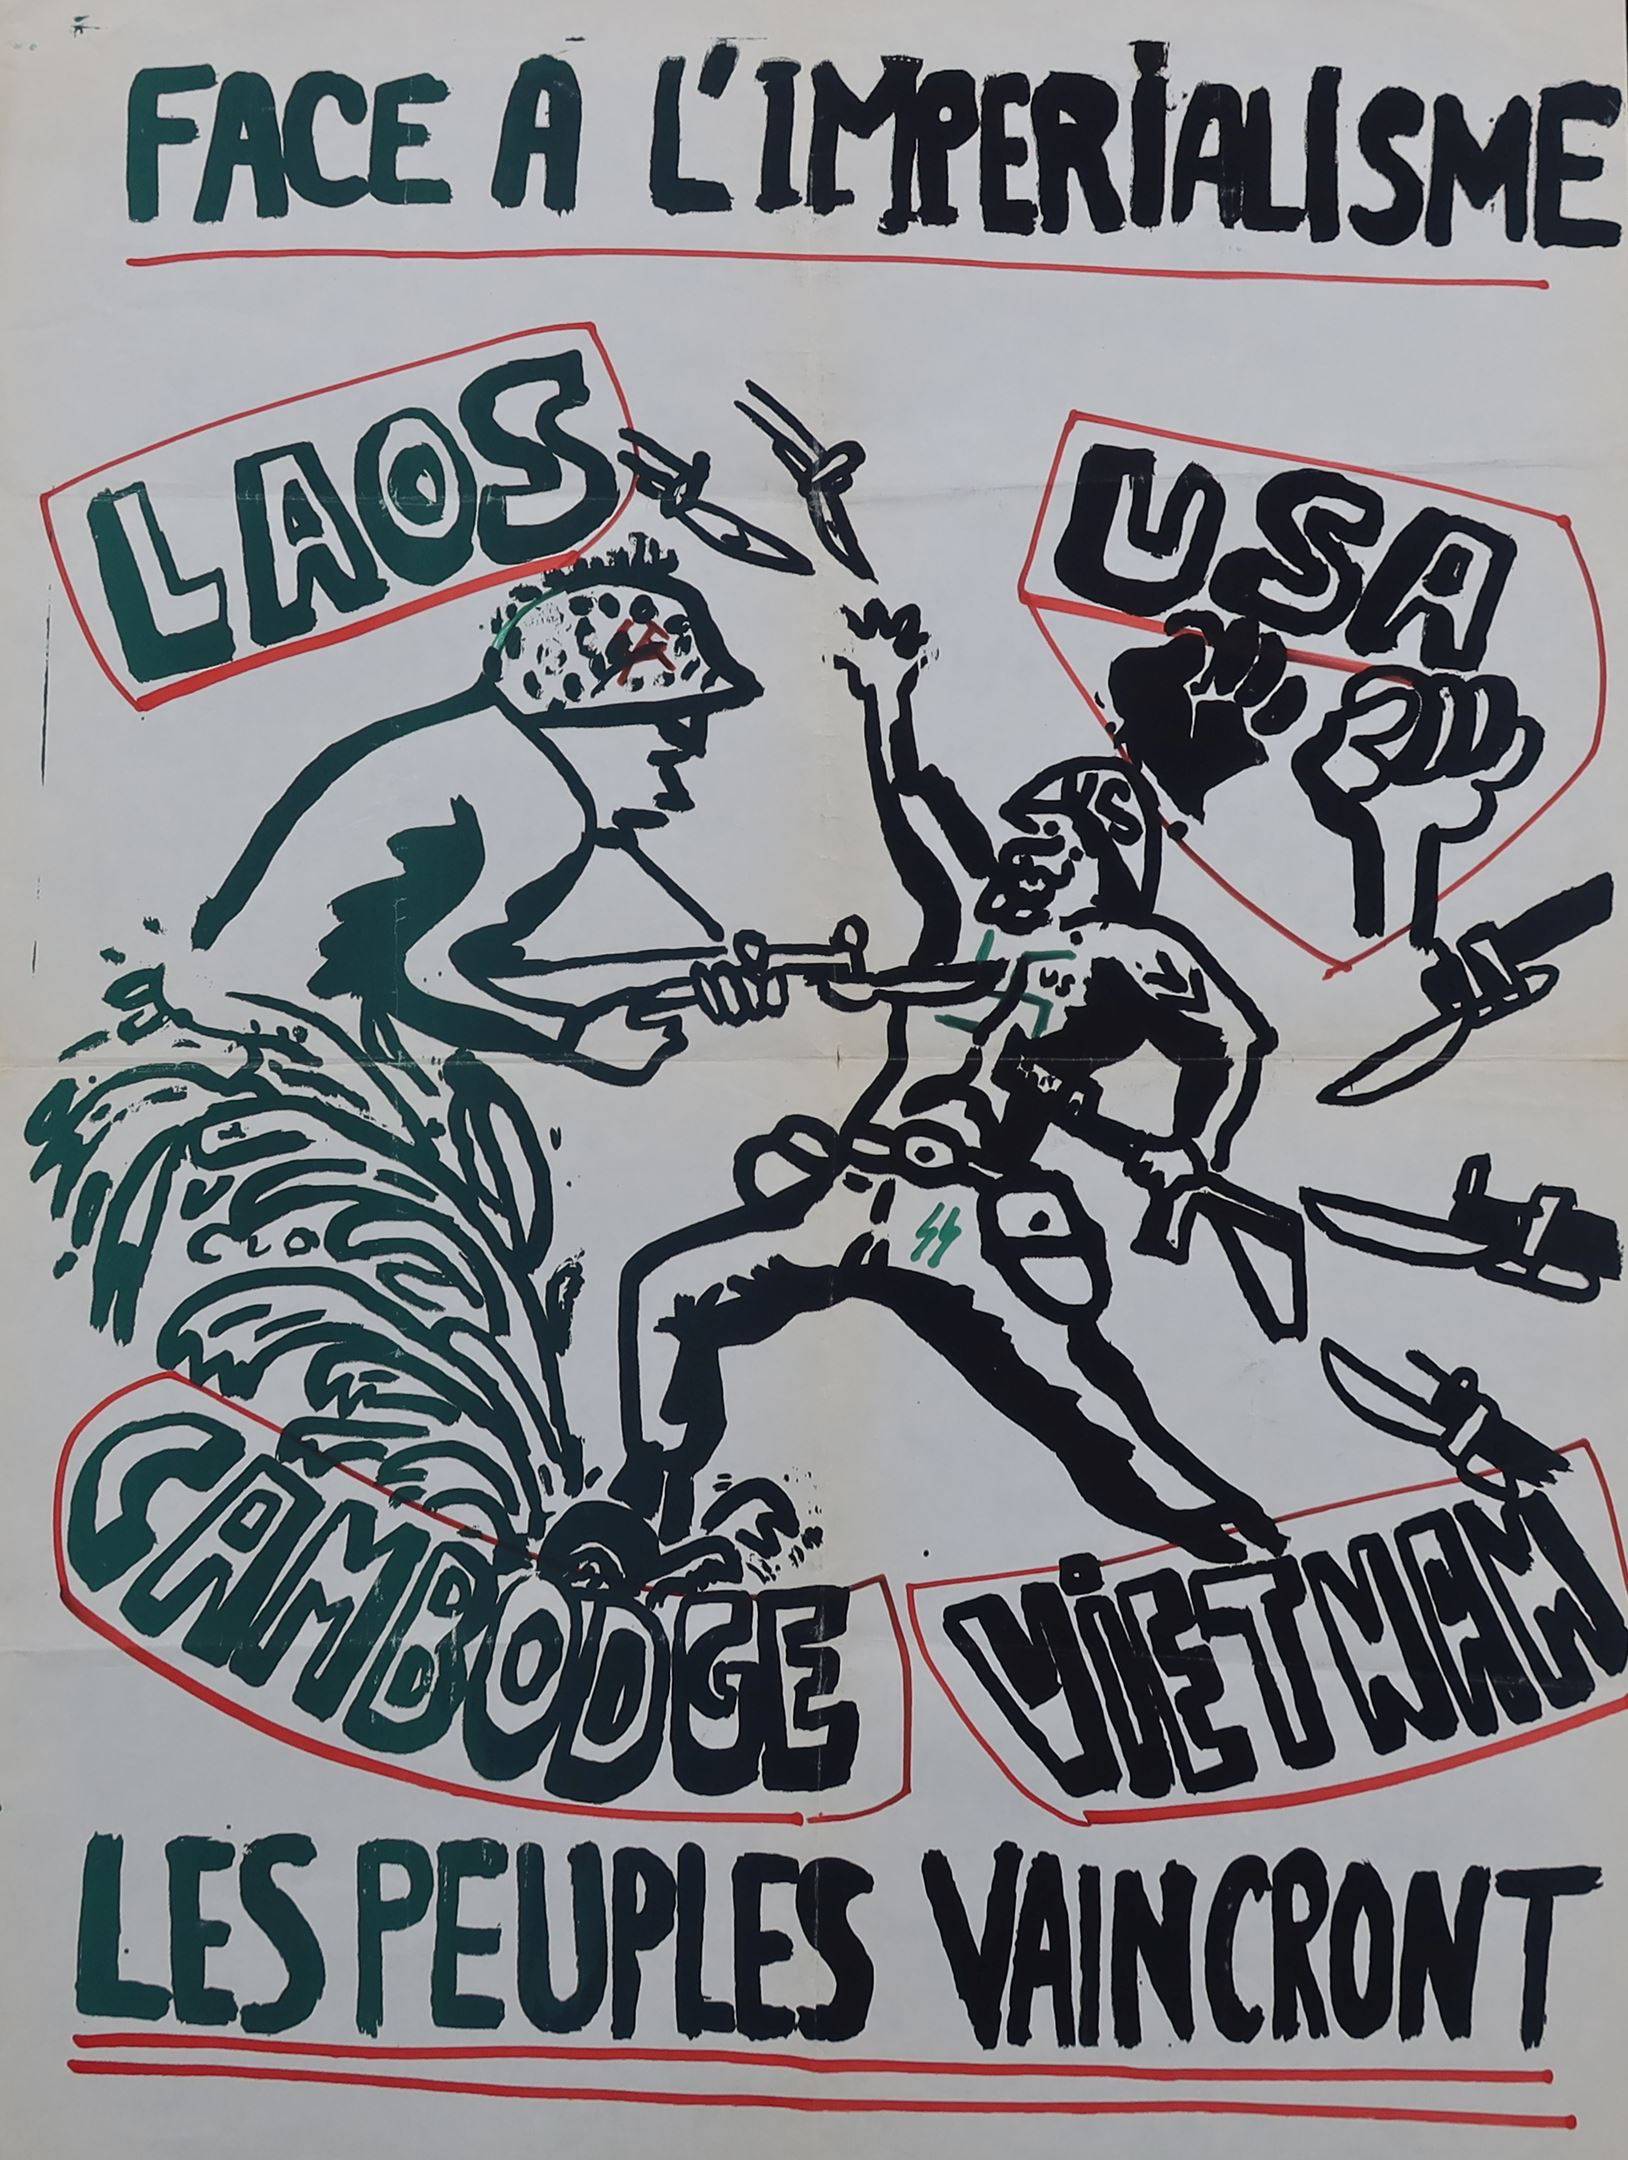 FACE A L'IMPERIALISME
LAOS
USA
US
US
SS
CAMBODGE
VIETNAM
LES PEUPLES VAINCRONT